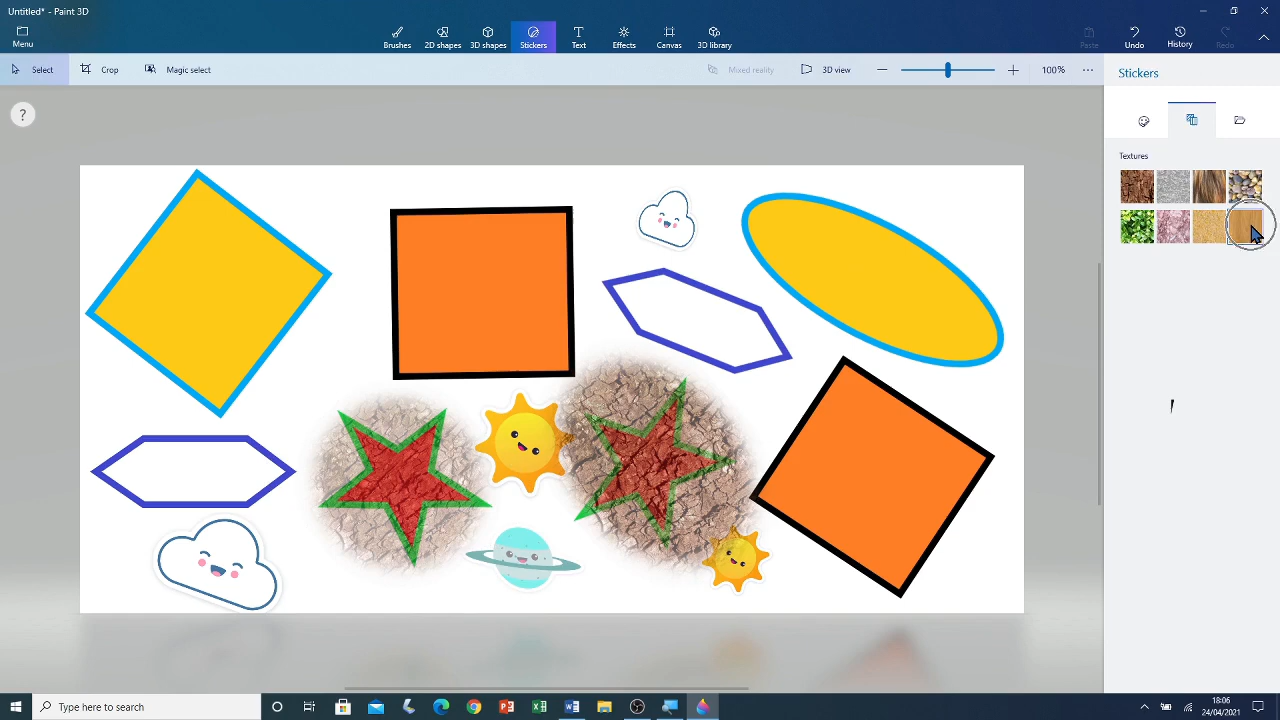 Untitled* - Paint 3D
Menu
Brushes
2D shapes
3D shapes
Stickers
Text
Effects
Canvas
3D library
Paste
Undo
History
Redo
Select
Crop
Magic select
Mixed reality
3D view
100%
Stickers
?
Textures
Type here to search
18:06
24/04/2021